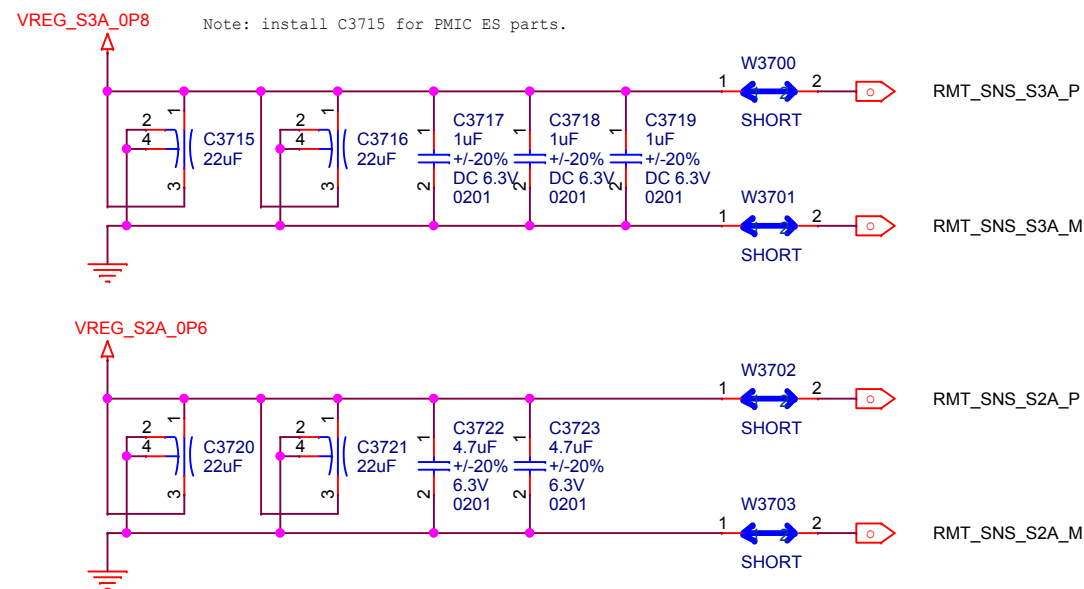 VREG_S3A_0P8
Note: install C3715 for PMIC ES parts.
W3700
1 2
RMT_SNS_S3A_P
SHORT
1
2
4
3
C3715
22uF
1
2
4
3
C3716
22uF
1
2
C3717
1uF
+/-20%
DC 6.3V
0201
1
2
C3718
1uF
+/-20%
DC 6.3V
0201
1
2
C3719
1uF
+/-20%
DC 6.3V
0201
W3701
1 2
RMT_SNS_S3A_M
SHORT
VREG_S2A_0P6
W3702
1 2
RMT_SNS_S2A_P
SHORT
1
2
4
3
C3720
22uF
1
2
4
3
C3721
22uF
1
2
C3722
4.7uF
+/-20%
6.3V
0201
1
2
C3723
4.7uF
+/-20%
6.3V
0201
W3703
1 2
RMT_SNS_S2A_M
SHORT